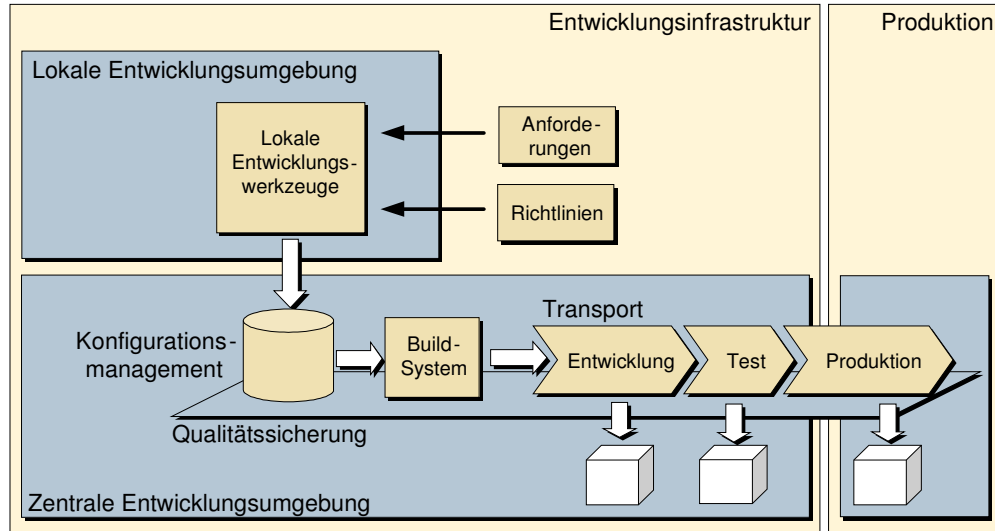 Entwicklungsinfrastruktur
Produktion
Lokale Entwicklungsumgebung
Lokale
Entwicklungs-
werkzeuge
Anforde-
rungen
Richtlinien
Transport
Konfigurations-
management
Build-
System
Entwicklung
Test
Produktion
Qualitätssicherung
Zentrale Entwicklungsumgebung